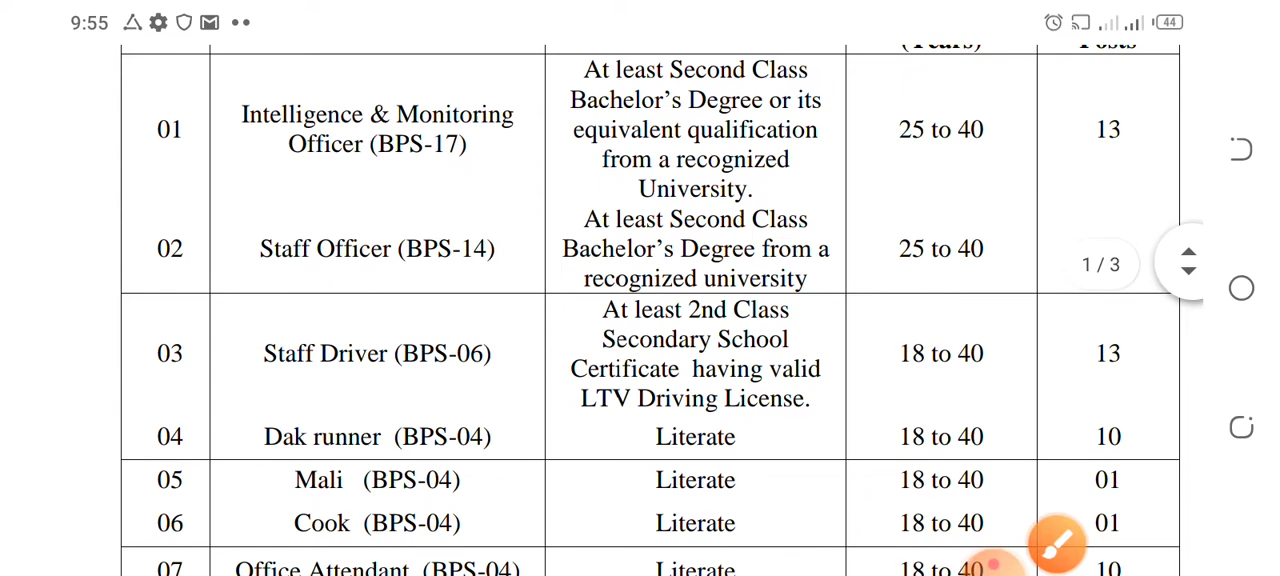 9:55
44
(Years) Posts
At least Second Class
Bachelor's Degree or its
01 Intelligence & Monitoring Officer (BPS-17) equivalent qualification 25 to 40 13
from a recognized
University.
At least Second Class
02 Staff Officer (BPS-14) Bachelor's Degree from a 25 to 40
recognized university
1 / 3
At least 2nd Class
Secondary School
03 Staff Driver (BPS-06) Certificate having valid 18 to 40 13
LTV Driving License.
04 Dak runner (BPS-04) Literate 18 to 40 10
05 Mali (BPS-04) Literate 18 to 40 01
06 Cook (BPS-04) Literate 18 to 40 01
07 Office Attendant (BPS-04) Literate 18 to 40 10